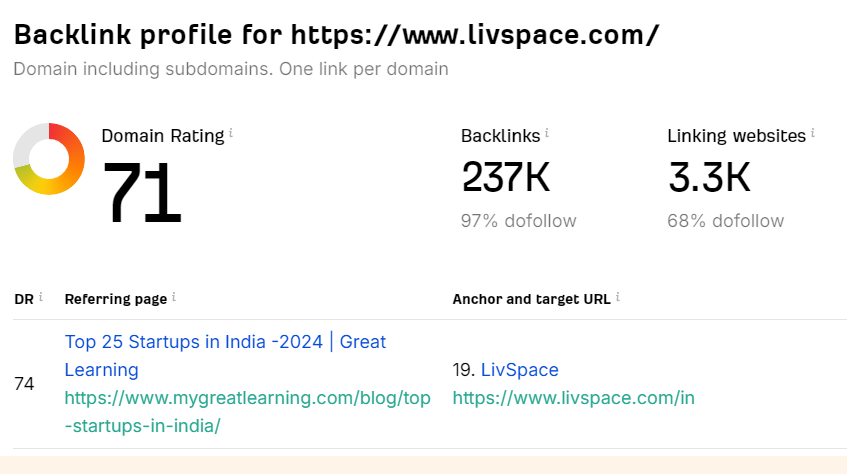 Backlink profile for https://www.livspace.com/
Domain including subdomains. One link per domain
Domain Rating i
71
Backlinks i
237K
97% dofollow
Linking websites i
3.3K
68% dofollow
DR i
Referring page i
Anchor and target URL i
74
Top 25 Startups in India -2024 | Great
Learning
https://www.mygreatlearning.com/blog/top
-startups-in-india/
19. LivSpace
https://www.livspace.com/in